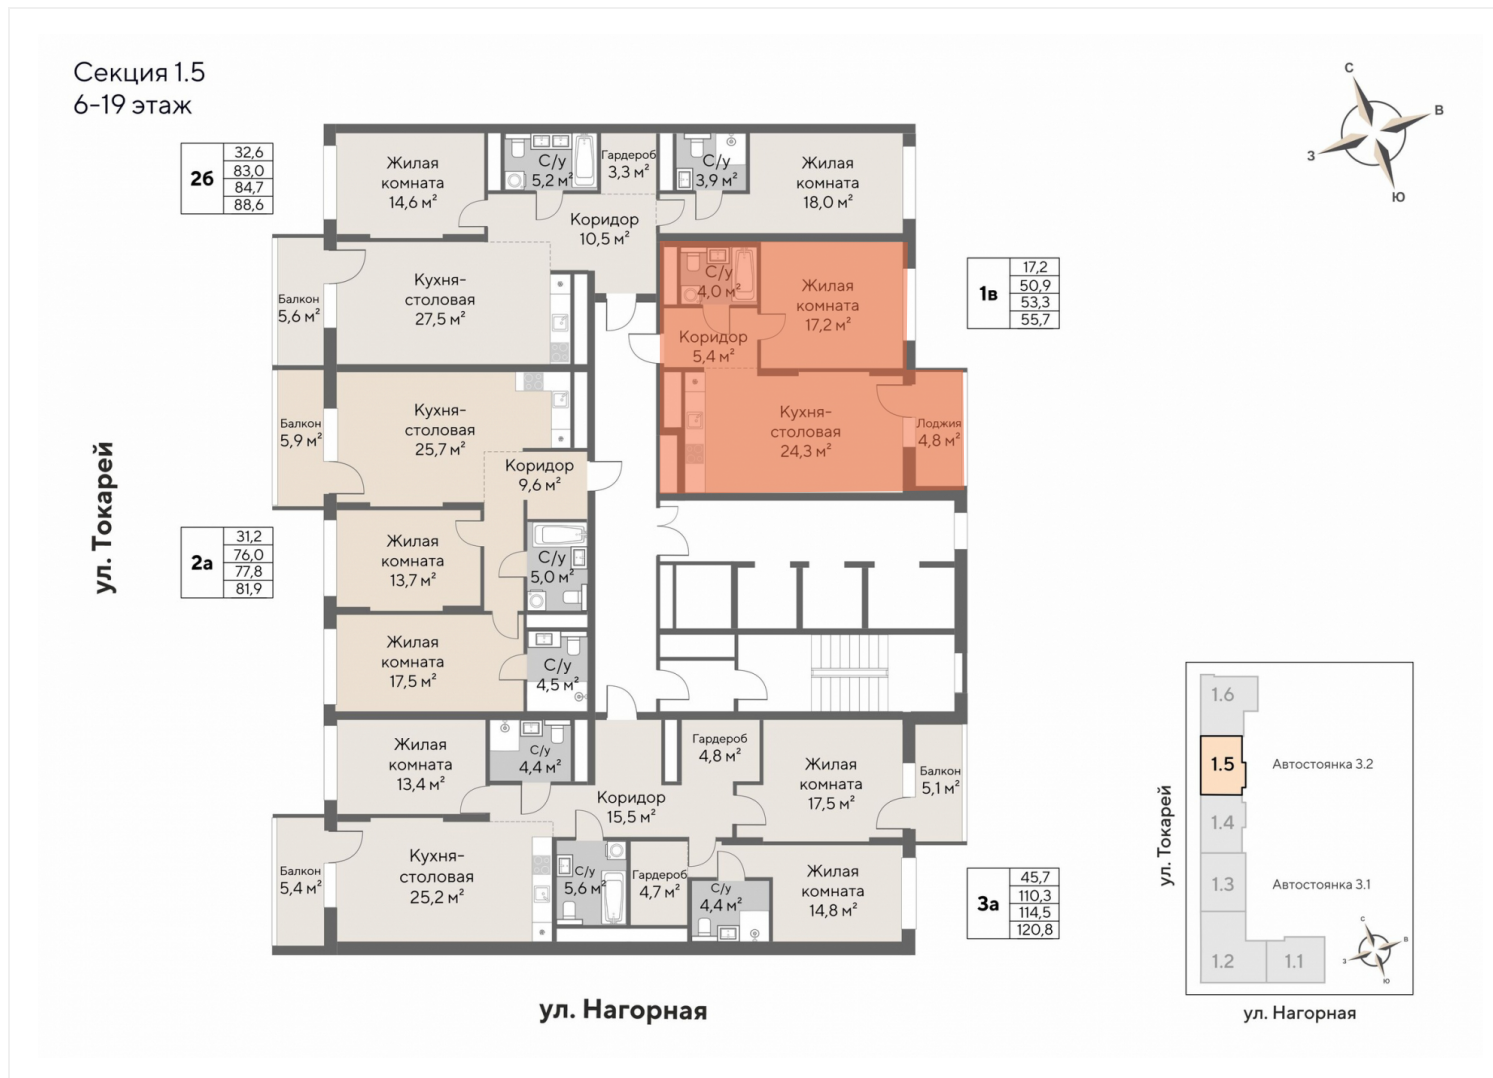 Секция 1.5
6-19 этаж
С
В
З
Ю
2б
32,6
83,0
84,7
88,6
Жилая
комната
14,6 м²
С/у
5,2 м²
Гардероб
3,3 м²
С/у
3,9 м²
Жилая
комната
18,0 м²
Коридор
10,5 м²
Балкон
5,6 м²
Кухня-
столовая
27,5 м²
С/у
4,0 м²
Жилая
комната
17,2 м²
Коридор
5,4 м²
1в
17,2
50,9
53,3
55,7
Балкон
5,9 м²
Кухня-
столовая
25,7 м²
Коридор
9,6 м²
Кухня-
столовая
24,3 м²
Лоджия
4,8 м²
ул. Токарей
2а
31,2
76,0
77,8
81,9
Жилая
комната
13,7 м²
С/у
5,0 м²
Жилая
комната
17,5 м²
С/у
4,5 м²
Жилая
комната
13,4 м²
С/у
4,4 м²
Гардероб
4,8 м²
Жилая
комната
17,5 м²
Балкон
5,1 м²
Коридор
15,5 м²
Балкон
5,4 м²
Кухня-
столовая
25,2 м²
С/у
5,6 м²
Гардероб
4,7 м²
С/у
4,4 м²
Жилая
комната
14,8 м²
3а
45,7
110,3
114,5
120,8
ул. Нагорная
1.6
1.5
Автостоянка 3.2
1.4
1.3
Автостоянка 3.1
1.2
1.1
С
В
З
Ю
ул. Токарей
ул. Нагорная